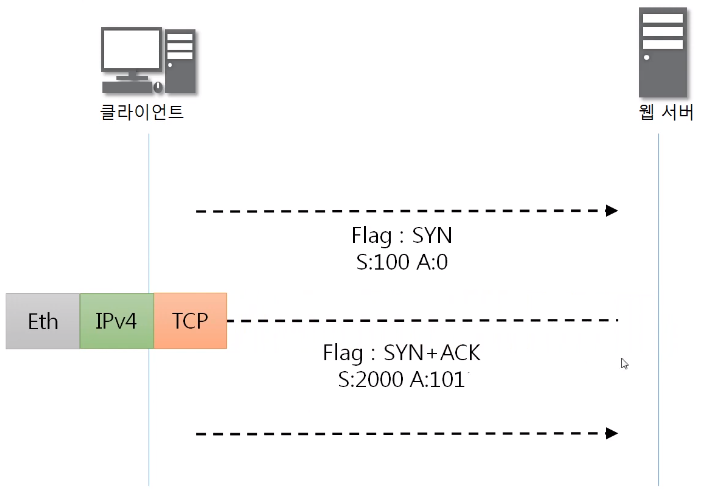 클라이언트
웹 서버
Flag : SYN
S:100 A:0
Eth IPv4 TCP
Flag : SYN+ACK
S:2000 A:101